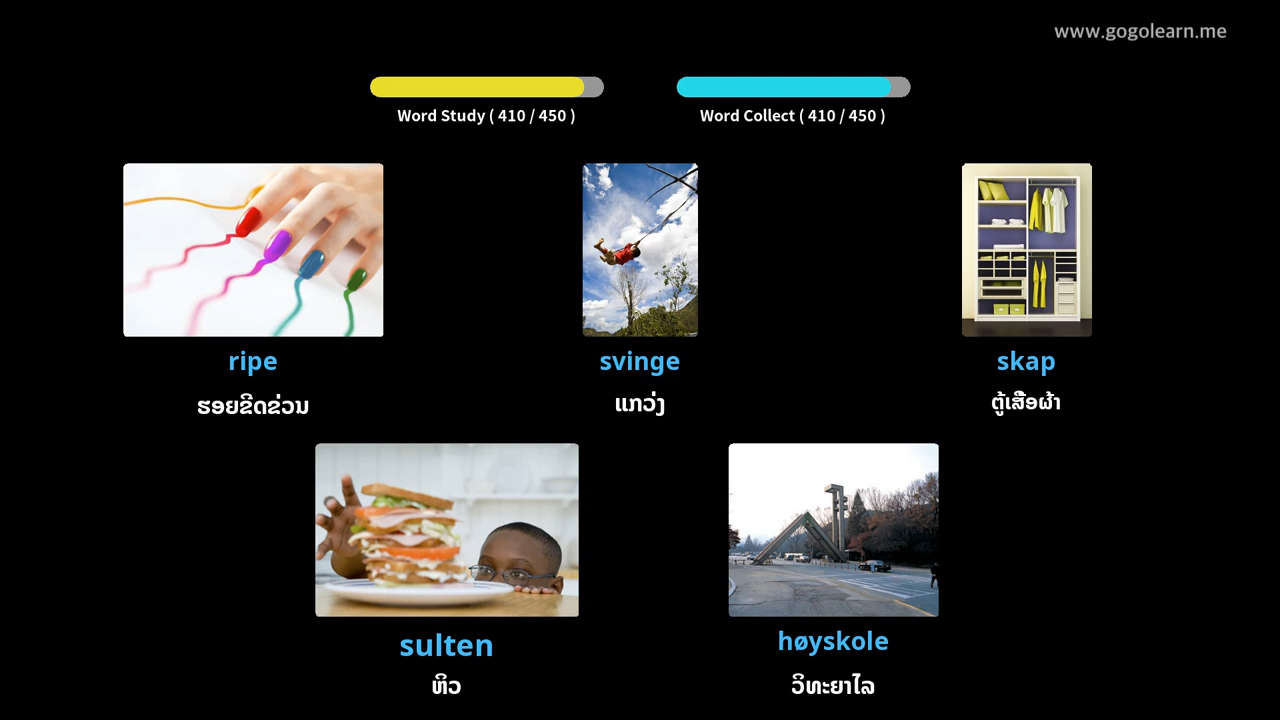 www.gogolearn.me
Word Study ( 410 / 450 )
Word Collect ( 410 / 450 )
ripe
svinge
skap
ຮອຍຂີດຂ່ວນ
ແກວ່ງ
ຕູ້ເສື້ອຜ້າ
sulten
høyskole
ຫິວ
ວິທະຍາໄລ